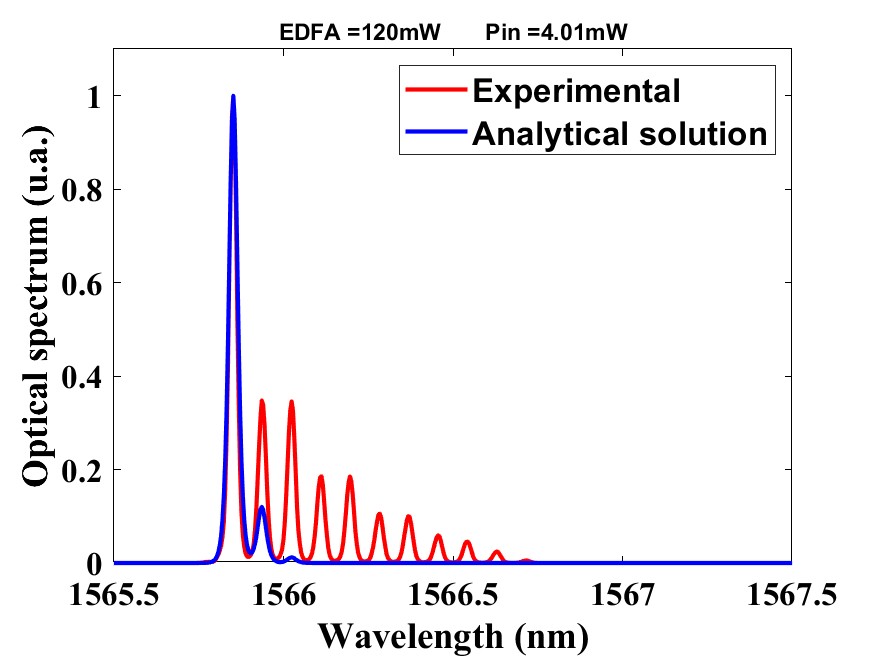 EDFA =120mW Pin =4.01mW
Experimental
Analytical solution
Optical spectrum (u.a.)
1
0.8
0.6
0.4
0.2
0
1565.5 1566 1566.5 1567 1567.5
Wavelength (nm)